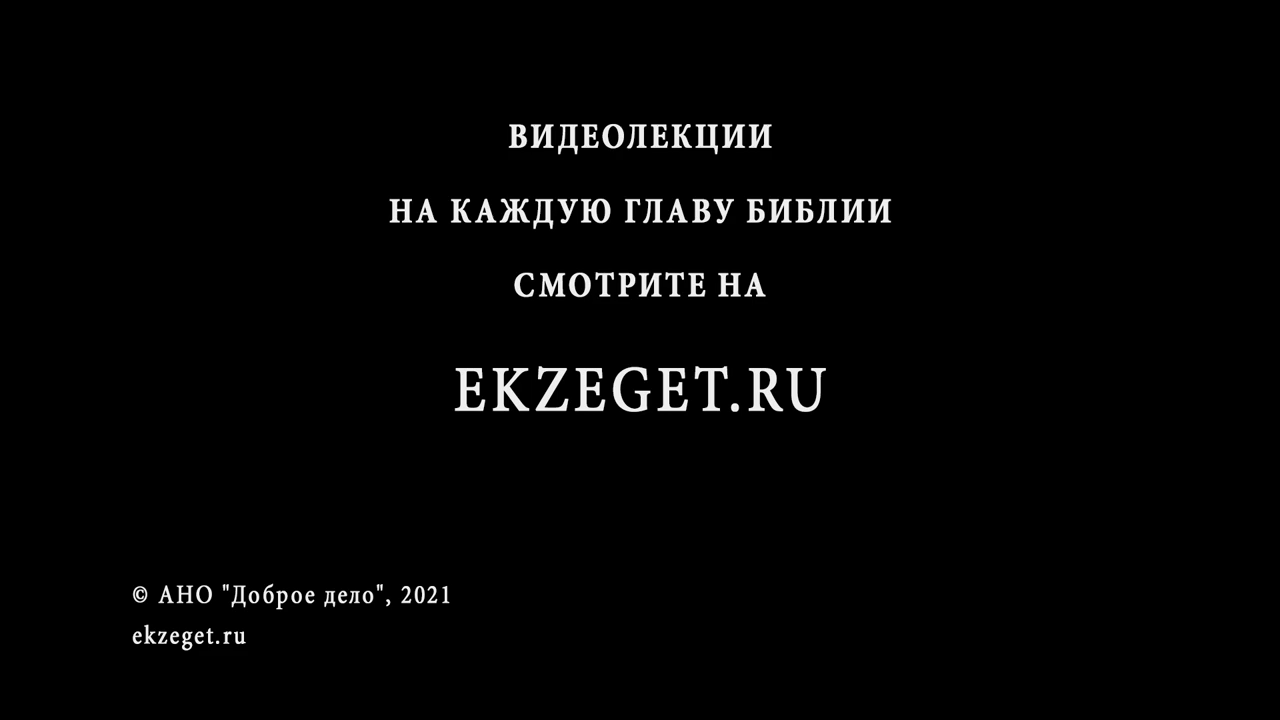 ВИДЕОЛЕКЦИИ
НА КАЖДУЮ ГЛАВУ БИБЛИИ
СМОТРИТЕ НА
EKZEGET.RU
© АНО "Доброе дело", 2021
ekzeget.ru